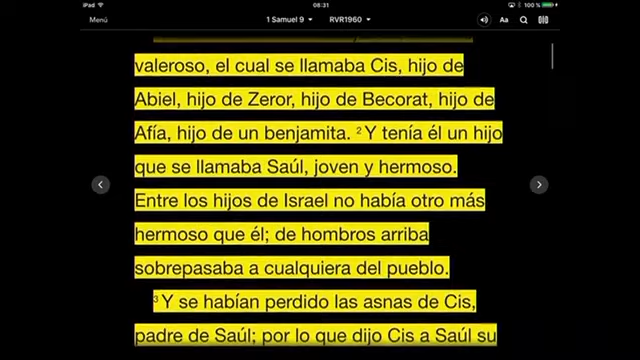 iPad 08:31 100 %
Menú 1 Samuel 9 RVR1960 Aa
valeroso, el cual se llamaba Cis, hijo de
Abiel, hijo de Zeror, hijo de Becorat, hijo de
Afía, hijo de un benjamita. 2 Y tenía él un hijo
que se llamaba Saúl, joven y hermoso.
Entre los hijos de Israel no había otro más
hermoso que él; de hombros arriba
sobrepasaba a cualquiera del pueblo.
3 Y se habían perdido las asnas de Cis,
padre de Saúl; por lo que dijo Cis a Saúl su